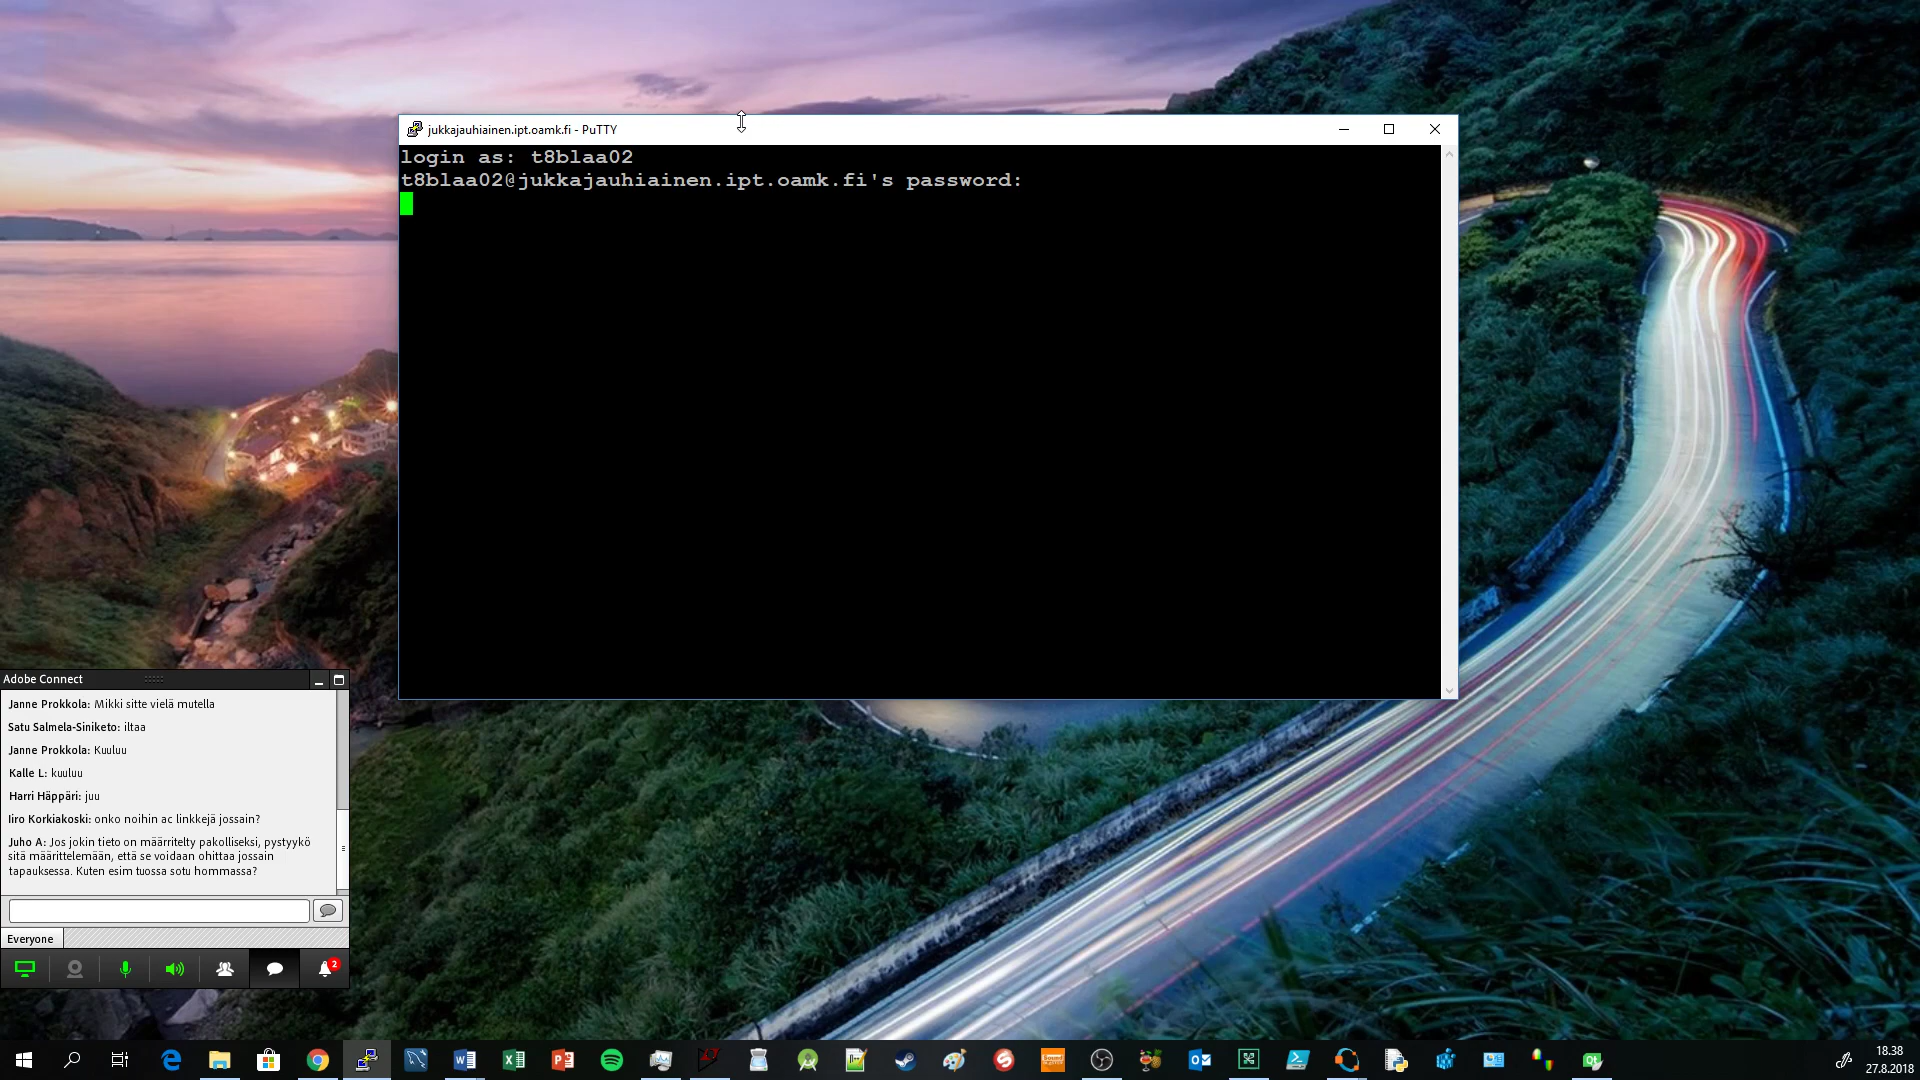 jukkajauhiainen.ipt.oamk.fi - PuTTY
login as: t8blaa02
t8blaa02@jukkajauhiainen.ipt.oamk.fi's password:
Adobe Connect
Janne Prokkola: Mikki sitte vielä mutella
Satu Salmela-Siniketo: iltaa
Janne Prokkola: Kuuluu
Kalle L: kuuluu
Harri Häppäri: juu
Iiro Korkiakoski: onko noihin ac linkkejä jossain?
Juho A: Jos jokin tieto on määrritelty pakolliseksi, pystyykö
sitä määrittelemään, että se voidaan ohittaa jossain
tapauksessa. Kuten esim tuossa sotu hommassa?
Everyone
2
18.38
27.8.2018